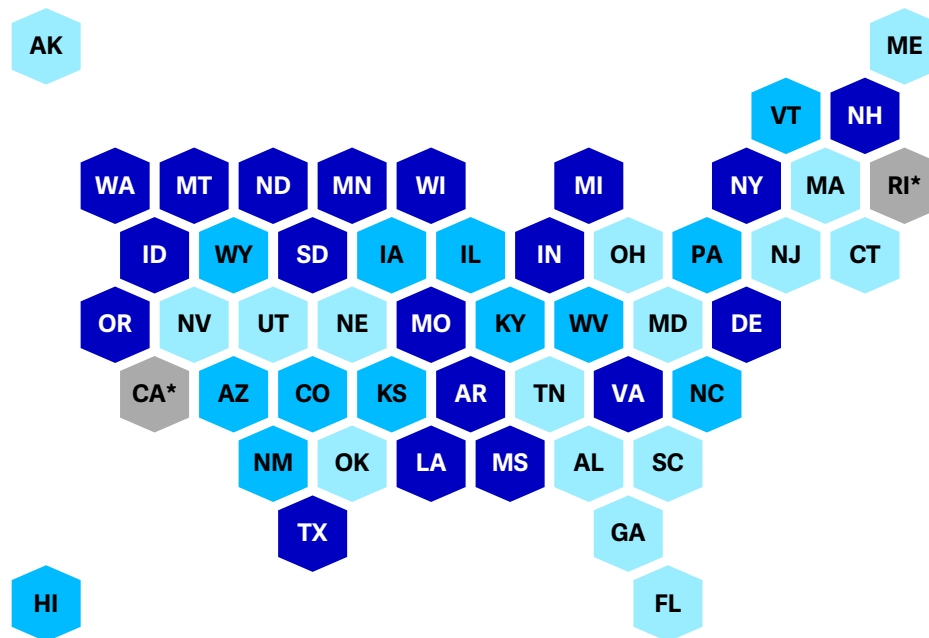 AK ME
VT NH
WA MT ND MN WI MI NY MA RI*
ID WY SD IA IL IN OH PA NJ CT
OR NV UT NE MO KY WV MD DE
CA* AZ CO KS AR TN VA NC
NM OK LA MS AL SC
TX GA
HI FL